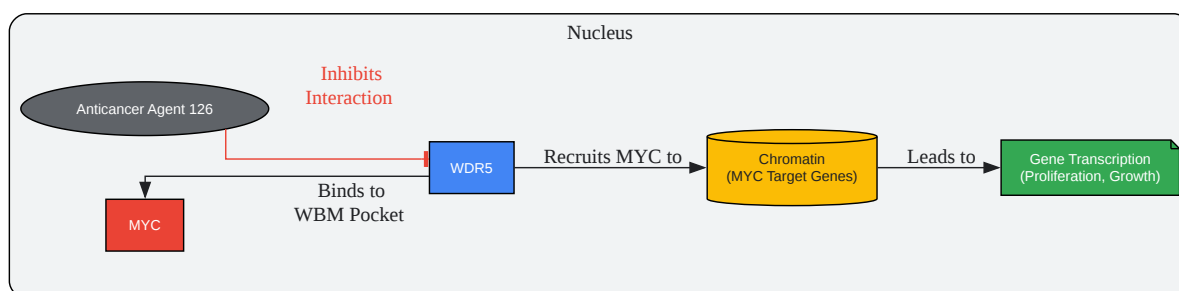 Nucleus
Inhibits
Interaction
Anticancer Agent 126
WDR5
Recruits MYC to
Chromatin
(MYC Target Genes)
Leads to
Gene Transcription
(Proliferation, Growth)
Binds to
WBM Pocket
MYC